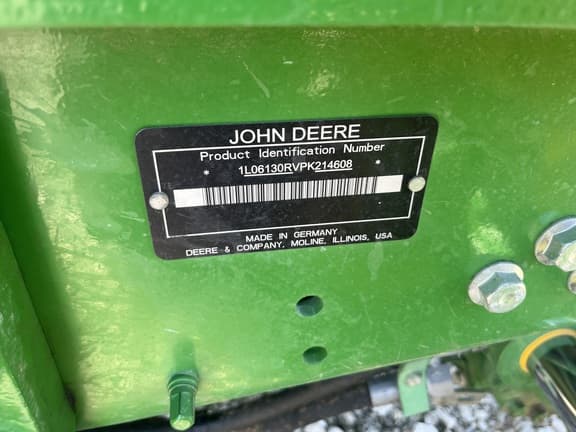 JOHN DEERE
Product Identification Number
* 1L06130RVPK214608 *
MADE IN GERMANY
DEERE & COMPANY, MOLINE, ILLINOIS, USA